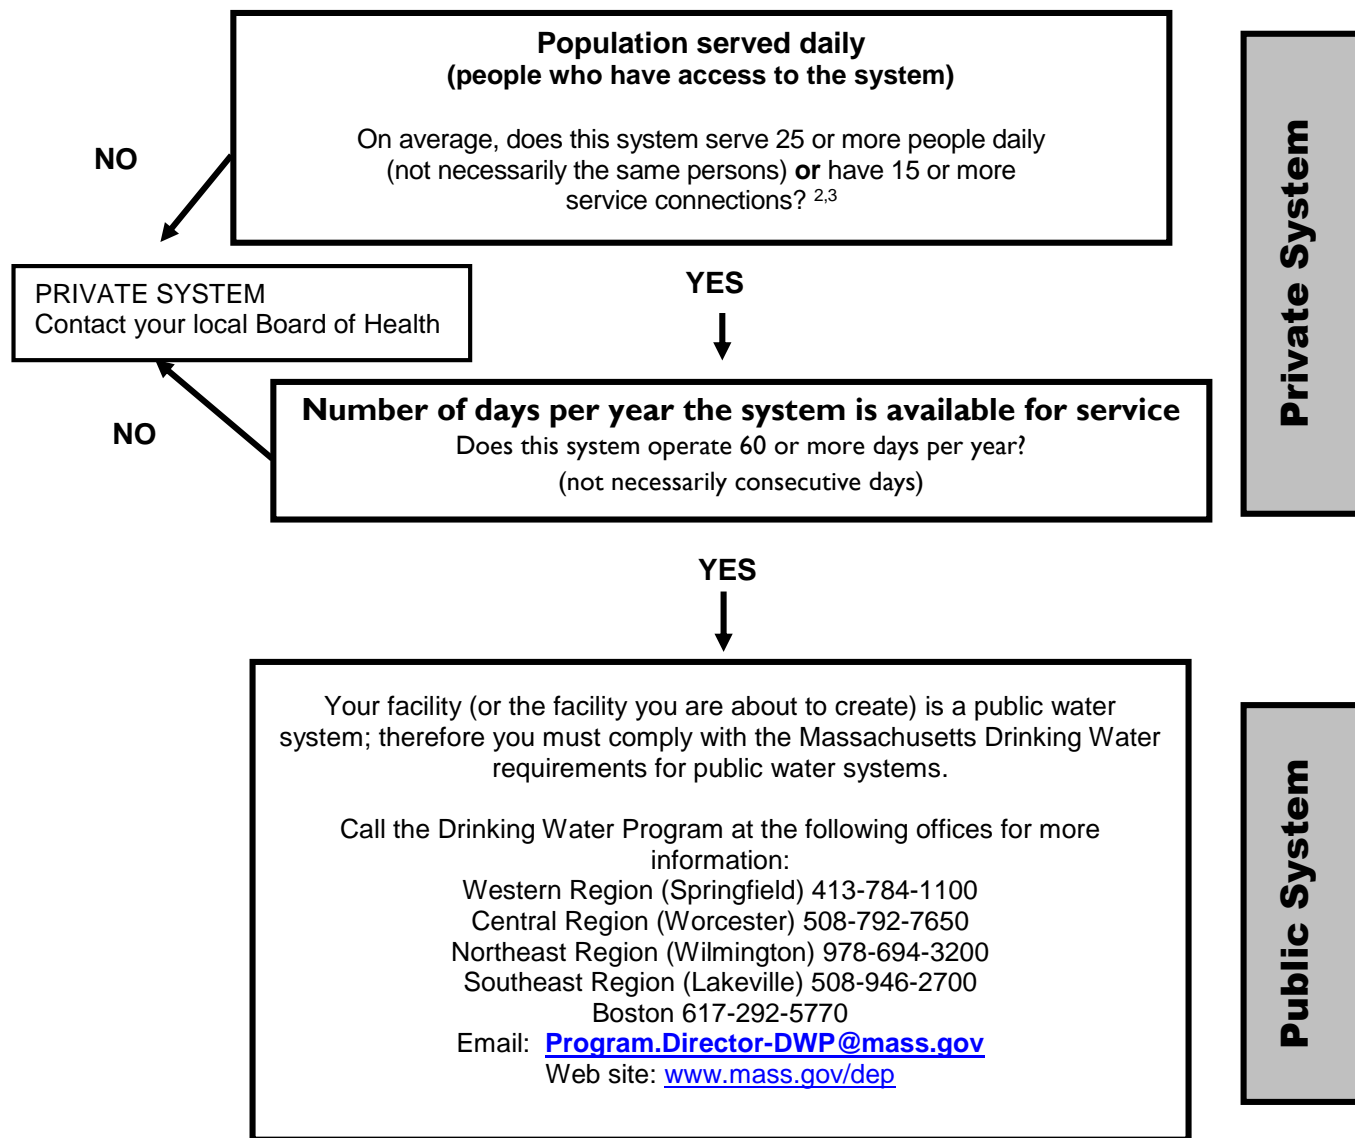 Population served daily
(people who have access to the system)
On average, does this system serve 25 or more people daily
(not necessarily the same persons) or have 15 or more
service connections? 2,3
NO
PRIVATE SYSTEM
Contact your local Board of Health
YES
Number of days per year the system is available for service
Does this system operate 60 or more days per year?
(not necessarily consecutive days)
NO
Private System
YES
Your facility (or the facility you are about to create) is a public water
system; therefore you must comply with the Massachusetts Drinking Water
requirements for public water systems.
Call the Drinking Water Program at the following offices for more
information:
Western Region (Springfield) 413-784-1100
Central Region (Worcester) 508-792-7650
Northeast Region (Wilmington) 978-694-3200
Southeast Region (Lakeville) 508-946-2700
Boston 617-292-5770
Email: Program.Director-DWP@mass.gov
Web site: www.mass.gov/dep
Public System